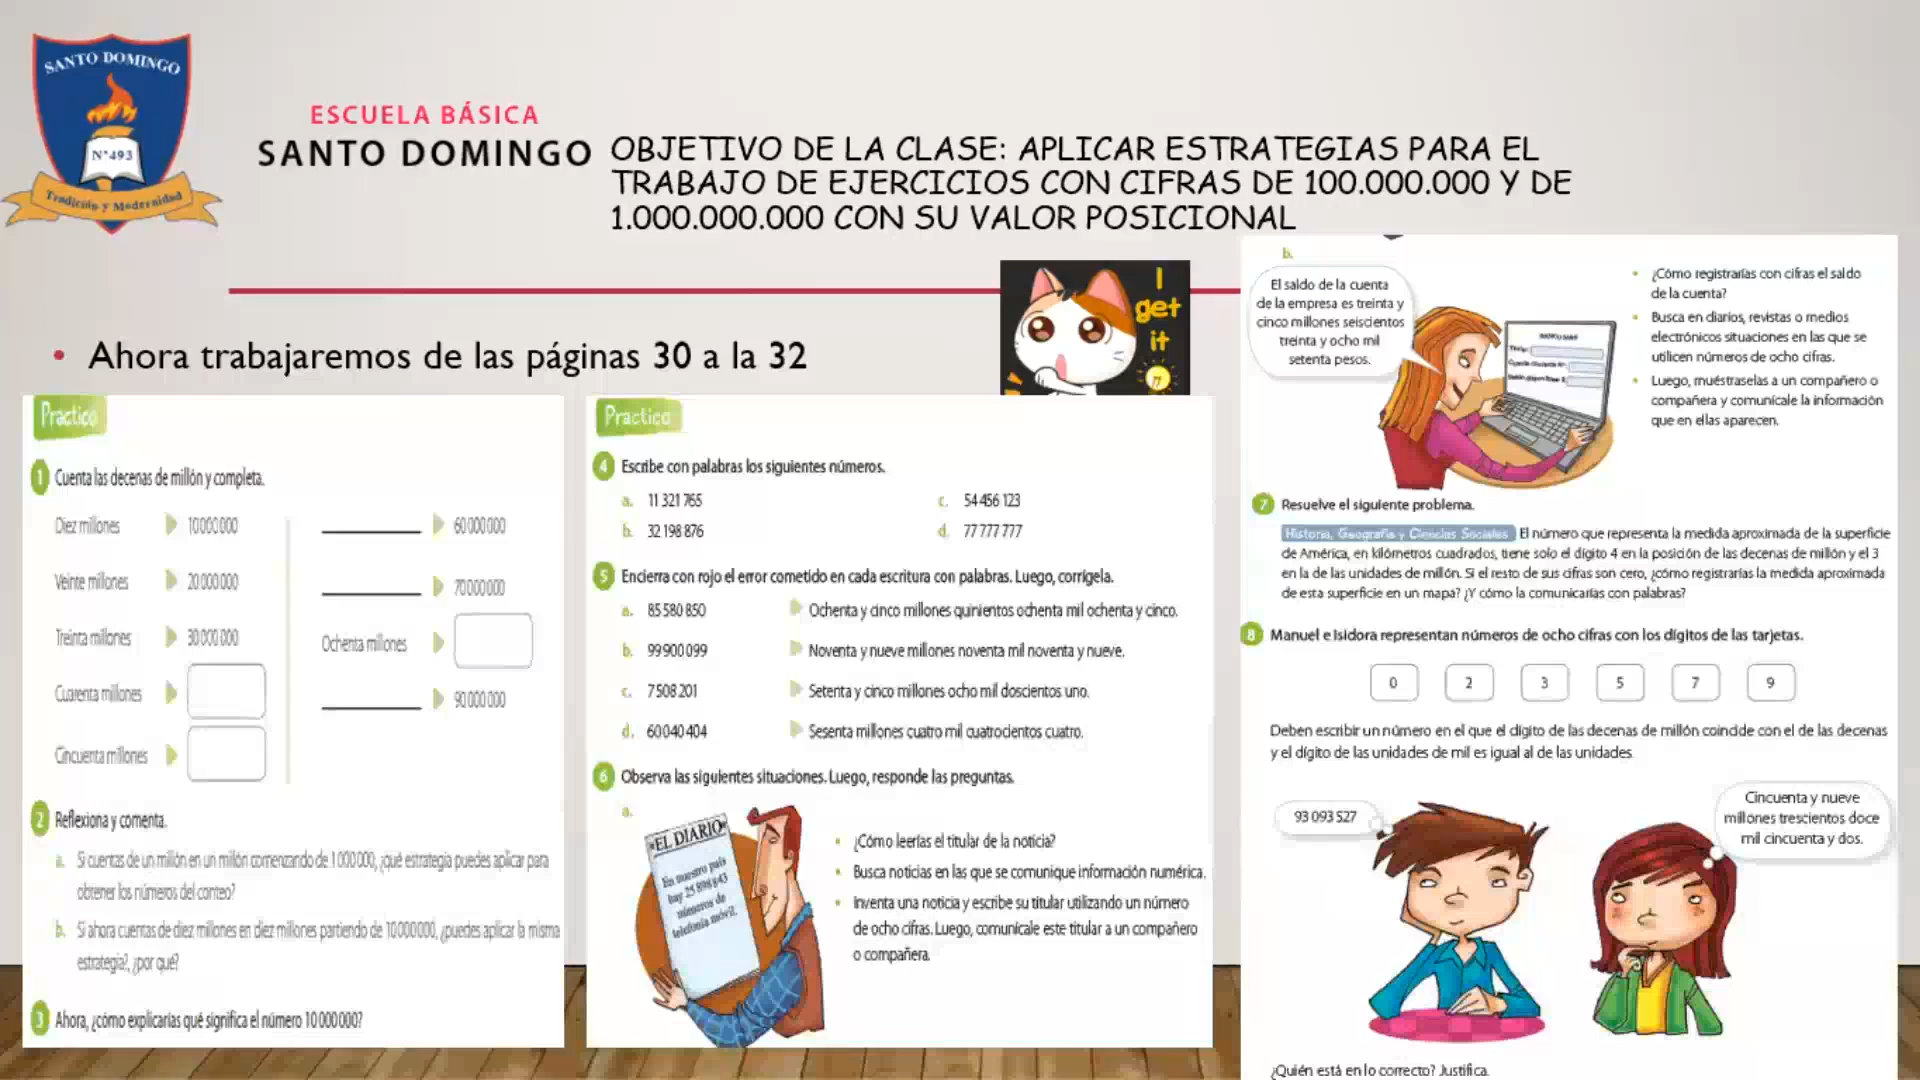 SANTO DOMINGO
N°493
Tradición y Modernidad
ESCUELA BÁSICA
SANTO DOMINGO
OBJETIVO DE LA CLASE: APLICAR ESTRATEGIAS PARA EL
TRABAJO DE EJERCICIOS CON CIFRAS DE 100.000.000 Y DE
1.000.000.000 CON SU VALOR POSICIONAL
I
get
it
• Ahora trabajaremos de las páginas 30 a la 32
Practico
1 Cuenta las decenas de millón y completa.
Diez millones 10 000 000
Veinte millones 20 000 000
Treinta millones 30 000 000
Cuarenta millones
Cincuenta millones
60 000 000
70 000 000
Ochenta millones
90 000 000
2 Reflexiona y comenta.
a. Si cuentas de un millón en un millón comenzando de 1 000 000, ¿qué estrategia puedes aplicar para
obtener los números del conteo?
b. Si ahora cuentas de diez millones en diez millones partiendo de 10 000 000, ¿puedes aplicar la misma
estrategia?, ¿por qué?
3 Ahora, ¿cómo explicarías qué significa el número 10 000 000?
Practico
4 Escribe con palabras los siguientes números.
a. 11 321 765 c. 54 456 123
b. 32 198 876 d. 77 777 777
5 Encierra con rojo el error cometido en cada escritura con palabras. Luego, corrígela.
a. 85 580 850 Ochenta y cinco millones quinientos ochenta mil ochenta y cinco.
b. 99 900 099 Noventa y nueve millones noventa mil noventa y nueve.
c. 7 508 201 Setenta y cinco millones ocho mil doscientos uno.
d. 60 040 404 Sesenta millones cuatro mil cuatrocientos cuatro.
6 Observa las siguientes situaciones. Luego, responde las preguntas.
a.
EL DIARIO
En nuestro país
hay 25 898 643
números de
telefonía móvil.
• ¿Cómo leerías el titular de la noticia?
• Busca noticias en las que se comunique información numérica.
• Inventa una noticia y escribe su titular utilizando un número
de ocho cifras. Luego, comunícale este titular a un compañero
o compañera.
b.
El saldo de la cuenta
de la empresa es treinta y
cinco millones seiscientos
treinta y ocho mil
setenta pesos.
• ¿Cómo registrarías con cifras el saldo
de la cuenta?
• Busca en diarios, revistas o medios
electrónicos situaciones en las que se
utilicen números de ocho cifras.
• Luego, muéstraselas a un compañero o
compañera y comunícale la información
que en ellas aparecen.
7 Resuelve el siguiente problema.
Historia, Geografía y Ciencias Sociales El número que representa la medida aproximada de la superficie
de América, en kilómetros cuadrados, tiene solo el dígito 4 en la posición de las decenas de millón y el 3
en la de las unidades de millón. Si el resto de sus cifras son cero, ¿cómo registrarías la medida aproximada
de esta superficie en un mapa? ¿Y cómo la comunicarías con palabras?
8 Manuel e Isidora representan números de ocho cifras con los dígitos de las tarjetas.
0 2 3 5 7 9
Deben escribir un número en el que el dígito de las decenas de millón coincide con el de las decenas
y el dígito de las unidades de mil es igual al de las unidades.
93 093 527
Cincuenta y nueve
millones trescientos doce
mil cincuenta y dos.
¿Quién está en lo correcto? Justifica.